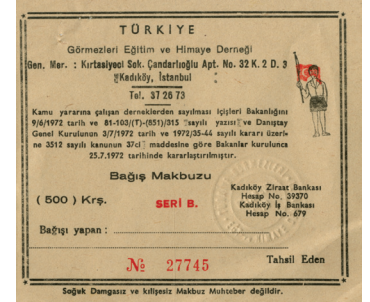 TÜRKİYE
Görmezleri Eğitim ve Himaye Derneği
Gen. Mer. : Kırtasiyeci Sok. Çandarlıoğlu Apt. No. 32 K. 2 D. 3
Kadıköy, İstanbul
Tel. 37 26 73
Kamu yararına çalışan derneklerden sayılması İçişleri Bakanlığını
9/6/1972 tarih ve 81-103/(T)-(851)/315 sayılı yazısı ve Danıştay
Genel Kurulunun 3/7/1972 tarih ve 1972/35-44 sayılı kararı üzeri-
ne 3512 sayılı kanunun 37ci maddesine göre Bakanlar kurulunca
25.7.1972 tarihinde kararlaştırılmıştır.
Bağış Makbuzu
( 500 ) Krş.
SERİ B.
Kadıköy Ziraat Bankası
Hesap No. 39370
Kadıköy İş Bankası
Hesap No. 679
Bağışı yapan :
№ 27745
Tahsil Eden
Soğuk Damgasız ve kılişesiz Makbuz Muhteber değildir.